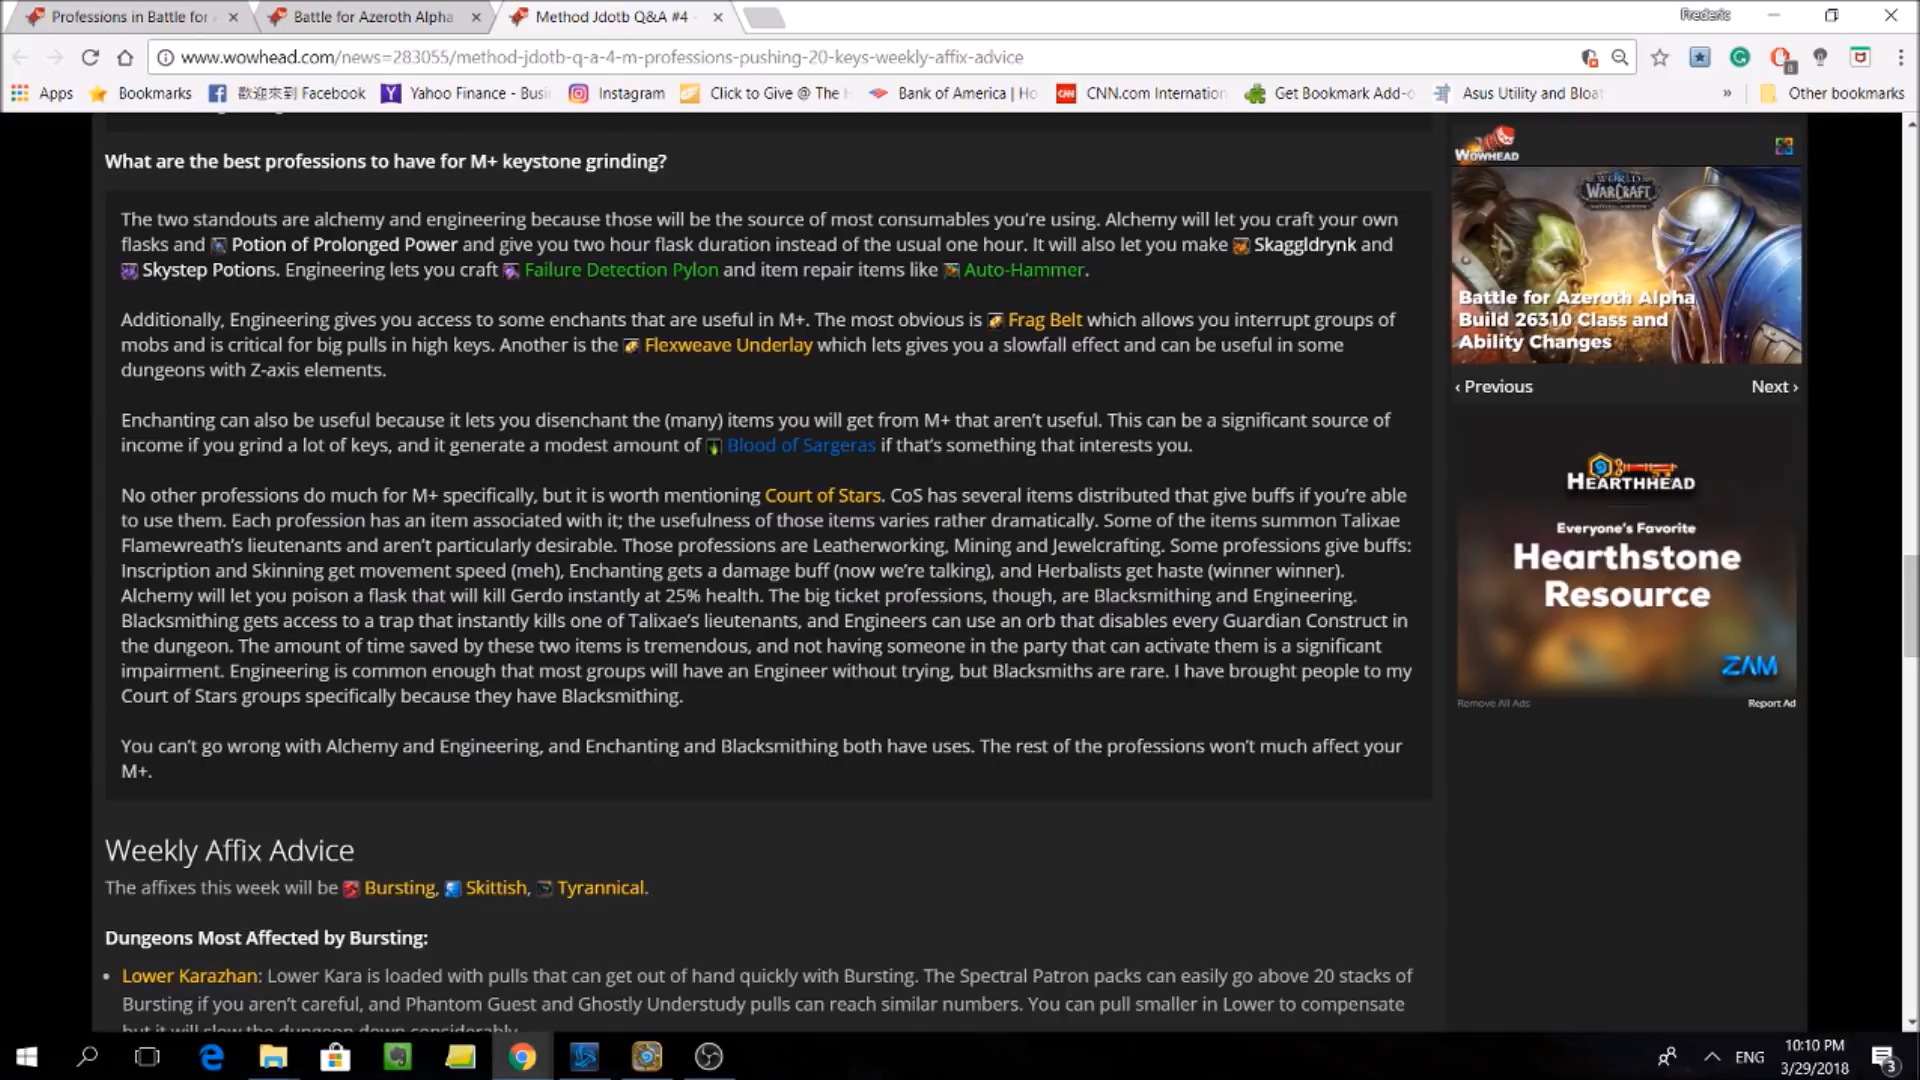 Professions in Battle for
Battle for Azeroth Alpha
Method Jdotb Q&A #4
Frederic
www.wowhead.com/news=283055/method-jdotb-q-a-4-m-professions-pushing-20-keys-weekly-affix-advice
Apps Bookmarks 歡迎來到 Facebook Yahoo Finance - Busi Instagram Click to Give @ The Bank of America | Ho CNN.com Internation Get Bookmark Add-o Asus Utility and Bloa » Other bookmarks
What are the best professions to have for M+ keystone grinding?
The two standouts are alchemy and engineering because those will be the source of most consumables you're using. Alchemy will let you craft your own
flasks and Potion of Prolonged Power and give you two hour flask duration instead of the usual one hour. It will also let you make Skaggldrynk and
Skystep Potions. Engineering lets you craft Failure Detection Pylon and item repair items like Auto-Hammer.
Additionally, Engineering gives you access to some enchants that are useful in M+. The most obvious is Frag Belt which allows you interrupt groups of
mobs and is critical for big pulls in high keys. Another is the Flexweave Underlay which lets gives you a slowfall effect and can be useful in some
dungeons with Z-axis elements.
Enchanting can also be useful because it lets you disenchant the (many) items you will get from M+ that aren't useful. This can be a significant source of
income if you grind a lot of keys, and it generate a modest amount of Blood of Sargeras if that's something that interests you.
No other professions do much for M+ specifically, but it is worth mentioning Court of Stars. CoS has several items distributed that give buffs if you're able
to use them. Each profession has an item associated with it; the usefulness of those items varies rather dramatically. Some of the items summon Talixae
Flamewreath's lieutenants and aren't particularly desirable. Those professions are Leatherworking, Mining and Jewelcrafting. Some professions give buffs:
Inscription and Skinning get movement speed (meh), Enchanting gets a damage buff (now we're talking), and Herbalists get haste (winner winner).
Alchemy will let you poison a flask that will kill Gerdo instantly at 25% health. The big ticket professions, though, are Blacksmithing and Engineering.
Blacksmithing gets access to a trap that instantly kills one of Talixae's lieutenants, and Engineers can use an orb that disables every Guardian Construct in
the dungeon. The amount of time saved by these two items is tremendous, and not having someone in the party that can activate them is a significant
impairment. Engineering is common enough that most groups will have an Engineer without trying, but Blacksmiths are rare. I have brought people to my
Court of Stars groups specifically because they have Blacksmithing.
You can't go wrong with Alchemy and Engineering, and Enchanting and Blacksmithing both have uses. The rest of the professions won't much affect your
M+.
Weekly Affix Advice
The affixes this week will be Bursting, Skittish, Tyrannical.
Dungeons Most Affected by Bursting:
• Lower Karazhan: Lower Kara is loaded with pulls that can get out of hand quickly with Bursting. The Spectral Patron packs can easily go above 20 stacks of
Bursting if you aren't careful, and Phantom Guest and Ghostly Understudy pulls can reach similar numbers. You can pull smaller in Lower to compensate
but it will slow the dungeon down considerably.
WOWHEAD
WORLD OF WARCRAFT
Battle for Azeroth Alpha
Build 26310 Class and
Ability Changes
‹ Previous Next ›
HEARTHHEAD
Everyone's Favorite
Hearthstone
Resource
ZAM
Remove All Ads Report Ad
ENG
10:10 PM
3/29/2018
3